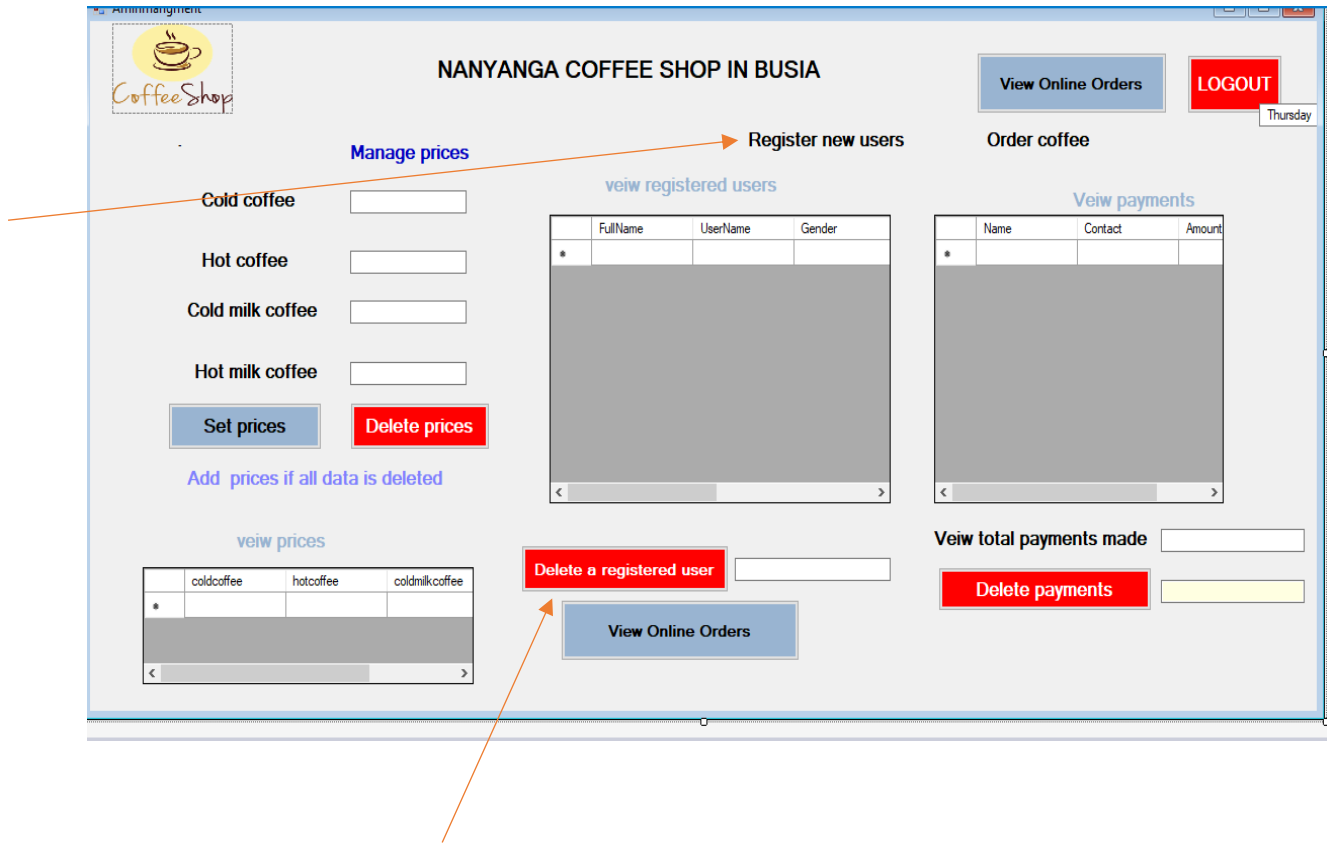 Aminmangment
CoffeeShop
NANYANGA COFFEE SHOP IN BUSIA
View Online Orders
LOGOUT
Thursday
Manage prices
Register new users
Order coffee
Cold coffee
Hot coffee
Cold milk coffee
Hot milk coffee
Set prices
Delete prices
Add prices if all data is deleted
veiw prices
coldcoffee hotcoffee coldmilkcoffee
veiw registered users
FullName UserName Gender
Delete a registered user
View Online Orders
Veiw payments
Name Contact Amount
Veiw total payments made
Delete payments